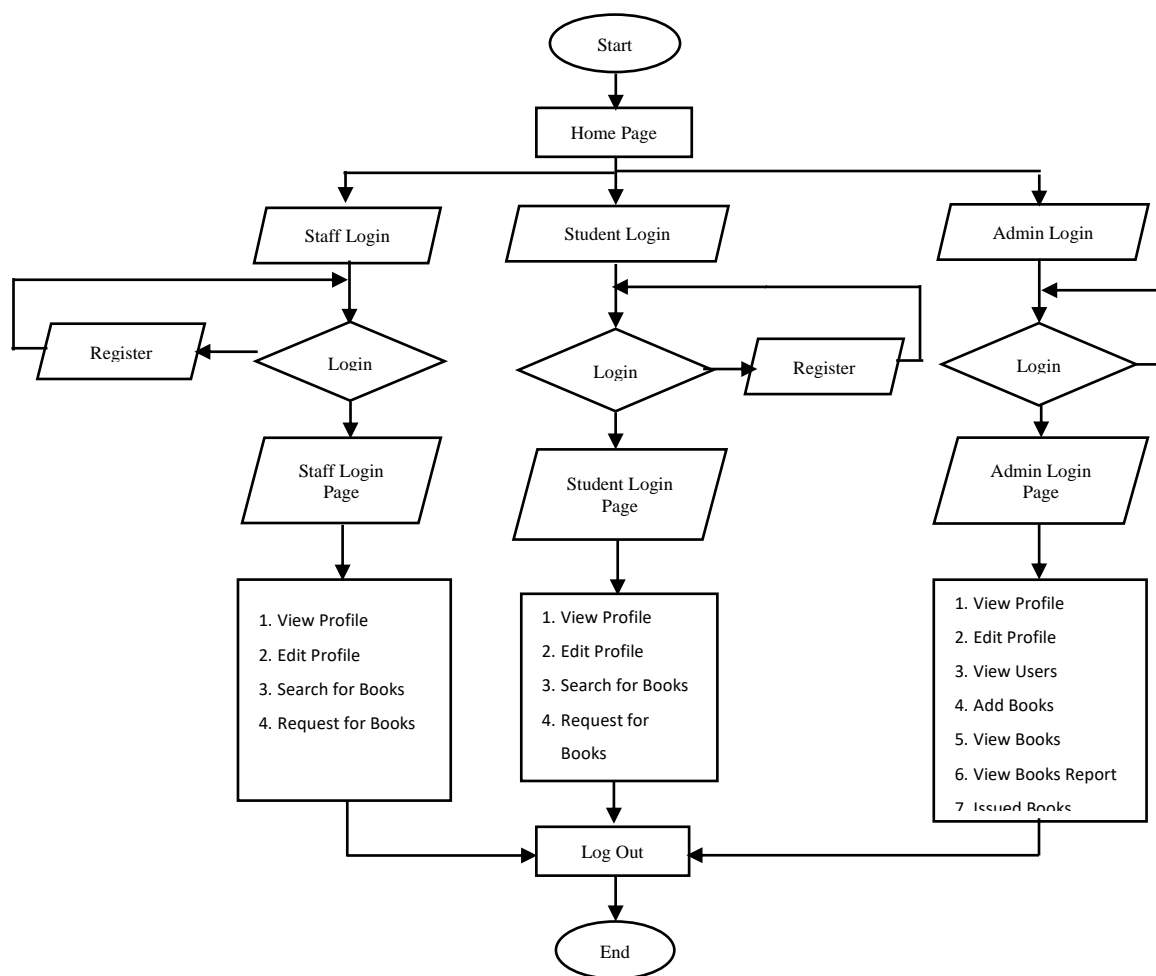 Start
Home Page
Staff Login
Student Login
Admin Login
Register
Login
Login
Register
Login
Staff Login
Page
Student Login
Page
Admin Login
Page
1. View Profile
2. Edit Profile
3. Search for Books
4. Request for Books
1. View Profile
2. Edit Profile
3. Search for Books
4. Request for
Books
1. View Profile
2. Edit Profile
3. View Users
4. Add Books
5. View Books
6. View Books Report
7. Issued Books
Log Out
End